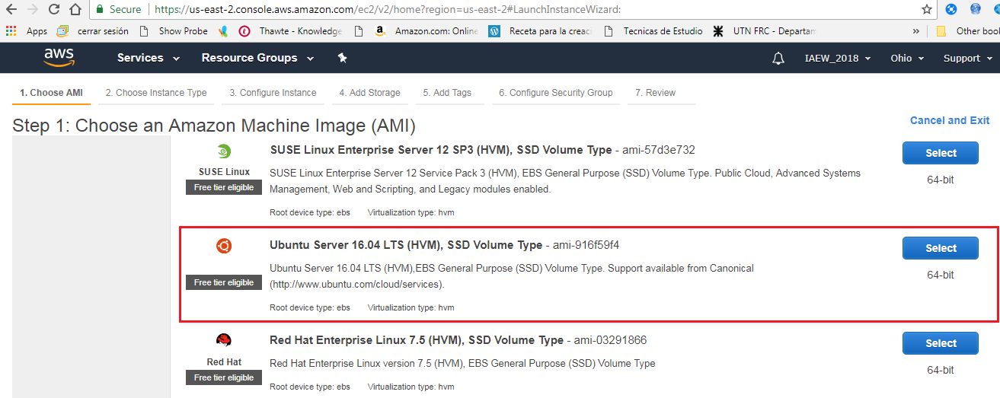 Secure https://us-east-2.console.aws.amazon.com/ec2/v2/home?region=us-east-2#LaunchInstanceWizard:
Apps cerrar sesión Show Probe Thawte - Knowledge Amazon.com: Online Receta para la creaci Tecnicas de Estudio UTN FRC - Departam » Other book
aws Services Resource Groups IAEW_2018 Ohio Support
1. Choose AMI 2. Choose Instance Type 3. Configure Instance 4. Add Storage 5. Add Tags 6. Configure Security Group 7. Review
Step 1: Choose an Amazon Machine Image (AMI) Cancel and Exit
SUSE Linux Enterprise Server 12 SP3 (HVM), SSD Volume Type - ami-57d3e732 Select
SUSE Linux
Free tier eligible
SUSE Linux Enterprise Server 12 Service Pack 3 (HVM), EBS General Purpose (SSD) Volume Type. Public Cloud, Advanced Systems
Management, Web and Scripting, and Legacy modules enabled.
64-bit
Root device type: ebs Virtualization type: hvm
Ubuntu Server 16.04 LTS (HVM), SSD Volume Type - ami-916f59f4 Select
Free tier eligible
Ubuntu Server 16.04 LTS (HVM),EBS General Purpose (SSD) Volume Type. Support available from Canonical
(http://www.ubuntu.com/cloud/services).
64-bit
Root device type: ebs Virtualization type: hvm
Red Hat Enterprise Linux 7.5 (HVM), SSD Volume Type - ami-03291866 Select
Red Hat
Free tier eligible
Red Hat Enterprise Linux version 7.5 (HVM), EBS General Purpose (SSD) Volume Type
64-bit
Root device type: ebs Virtualization type: hvm